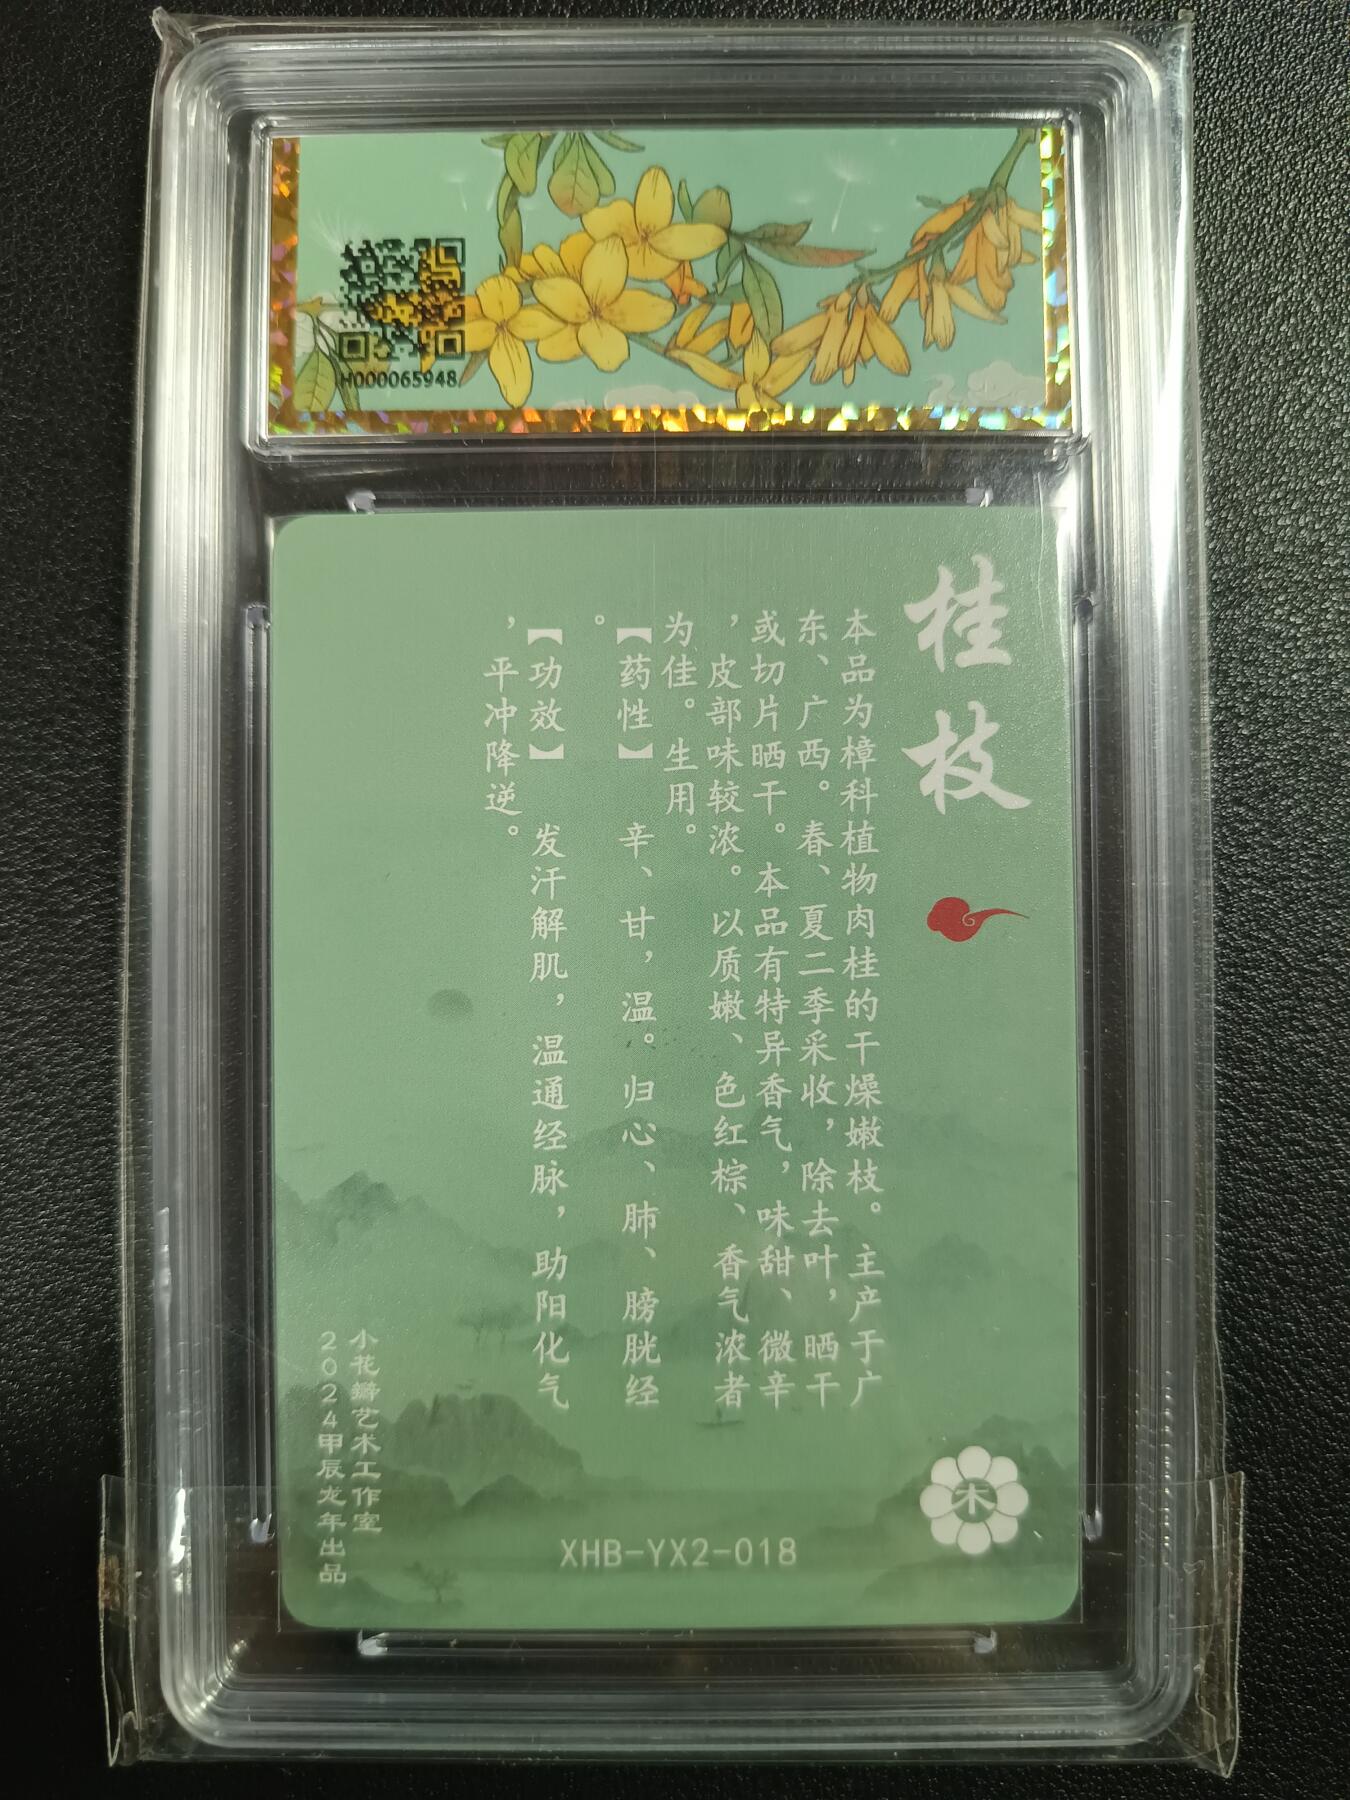 H000065948
桂枝
本品为樟科植物肉桂的干燥嫩枝。主产于广
东、广西。春、夏二季采收，除去叶，晒干
或切片晒干。本品有特异香气，味甜、微辛
，皮部味较浓。以质嫩、色红棕、香气浓者
为佳。生用。
【药性】 辛、甘，温。归心、肺、膀胱经
。
【功效】 发汗解肌，温通经脉，助阳化气
，平冲降逆。
木
XHB-YX2-018
小花瓣艺术工作室
2024甲辰龙年出品